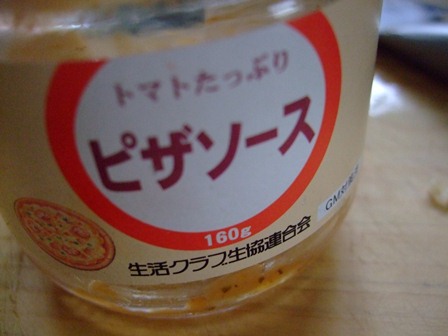 トマトたっぷり
ピザソース
160g
生活クラブ生協連合会